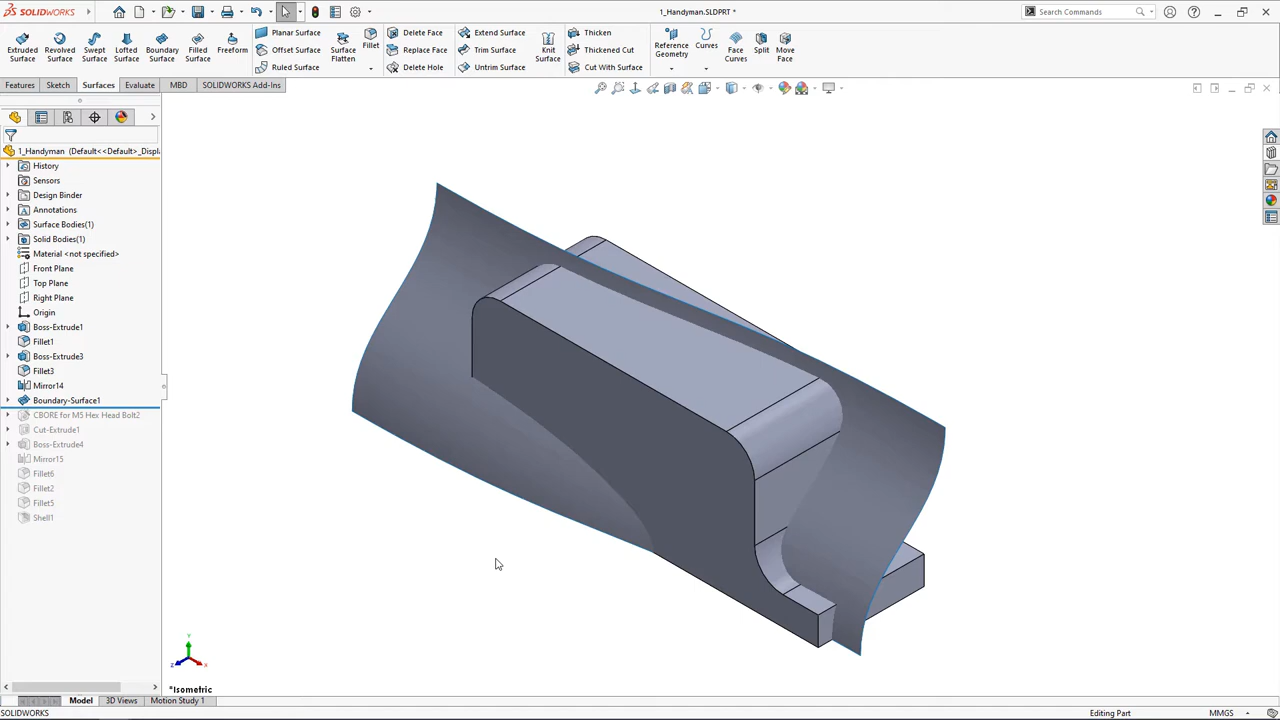 SOLIDWORKS
1_Handyman.SLDPRT *
Search Commands
Extruded Surface
Revolved Surface
Swept Surface
Lofted Surface
Boundary Surface
Filled Surface
Freeform
Planar Surface
Offset Surface
Ruled Surface
Surface Flatten
Fillet
Delete Face
Replace Face
Delete Hole
Extend Surface
Trim Surface
Untrim Surface
Knit Surface
Thicken
Thickened Cut
Cut With Surface
Reference Geometry
Curves
Face Curves
Split
Move Face
Features
Sketch
Surfaces
Evaluate
MBD
SOLIDWORKS Add-Ins
1_Handyman (Default<<Default>_Displ
History
Sensors
Design Binder
Annotations
Surface Bodies(1)
Solid Bodies(1)
Material <not specified>
Front Plane
Top Plane
Right Plane
Origin
Boss-Extrude1
Fillet1
Boss-Extrude3
Fillet3
Mirror14
Boundary-Surface1
CBORE for M5 Hex Head Bolt2
Cut-Extrude1
Boss-Extrude4
Mirror15
Fillet6
Fillet2
Fillet5
Shell1
Y
Z
X
*Isometric
Model
3D Views
Motion Study 1
SOLIDWORKS
Editing Part
MMGS